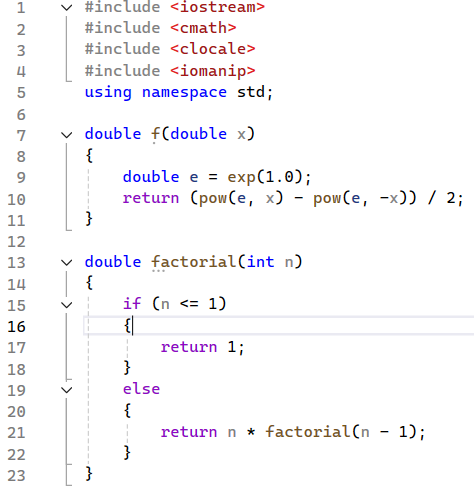 1 #include <iostream>
2 #include <cmath>
3 #include <clocale>
4 #include <iomanip>
5 using namespace std;
6
7 double f(double x)
8 {
9     double e = exp(1.0);
10     return (pow(e, x) - pow(e, -x)) / 2;
11 }
12
13 double factorial(int n)
14 {
15     if (n <= 1)
16     {
17         return 1;
18     }
19     else
20     {
21         return n * factorial(n - 1);
22     }
23 }